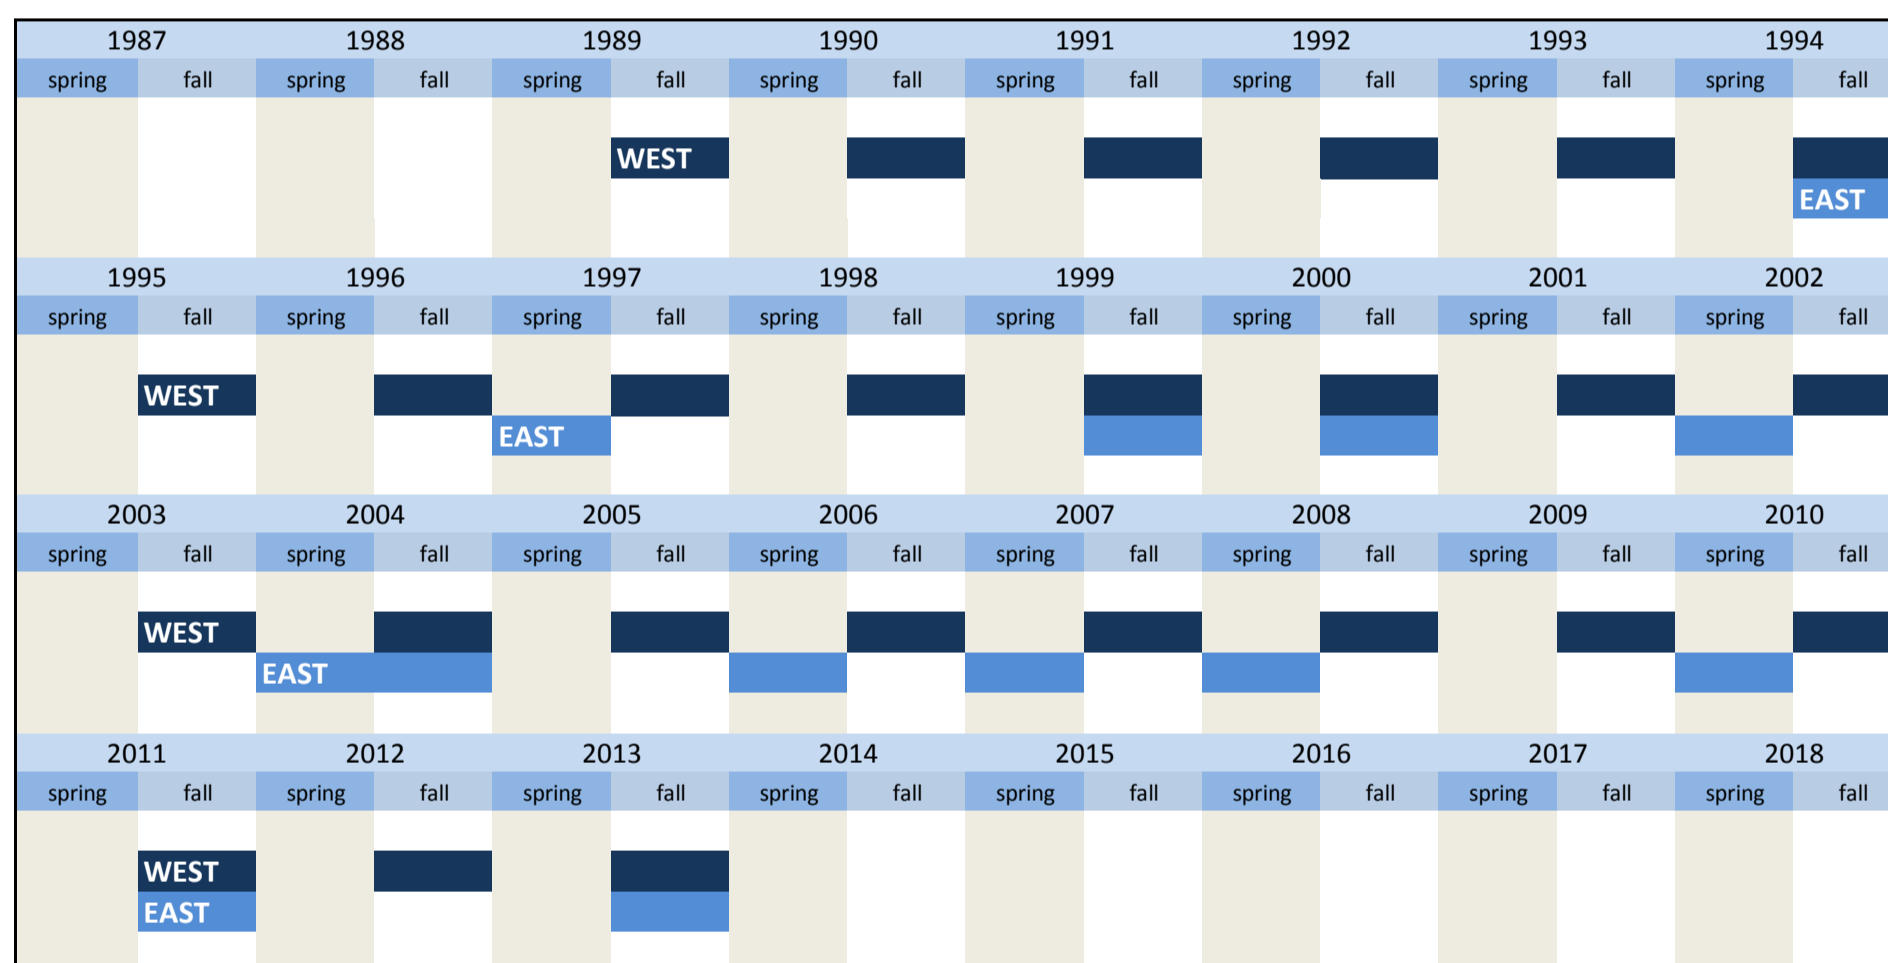 1987 1988 1989 1990 1991 1992 1993 1994
spring fall spring fall spring fall spring fall spring fall spring fall spring fall spring fall
WEST
EAST
1995 1996 1997 1998 1999 2000 2001 2002
spring fall spring fall spring fall spring fall spring fall spring fall spring fall spring fall
WEST
EAST
2003 2004 2005 2006 2007 2008 2009 2010
spring fall spring fall spring fall spring fall spring fall spring fall spring fall spring fall
WEST
EAST
2011 2012 2013 2014 2015 2016 2017 2018
spring fall spring fall spring fall spring fall spring fall spring fall spring fall spring fall
WEST
EAST